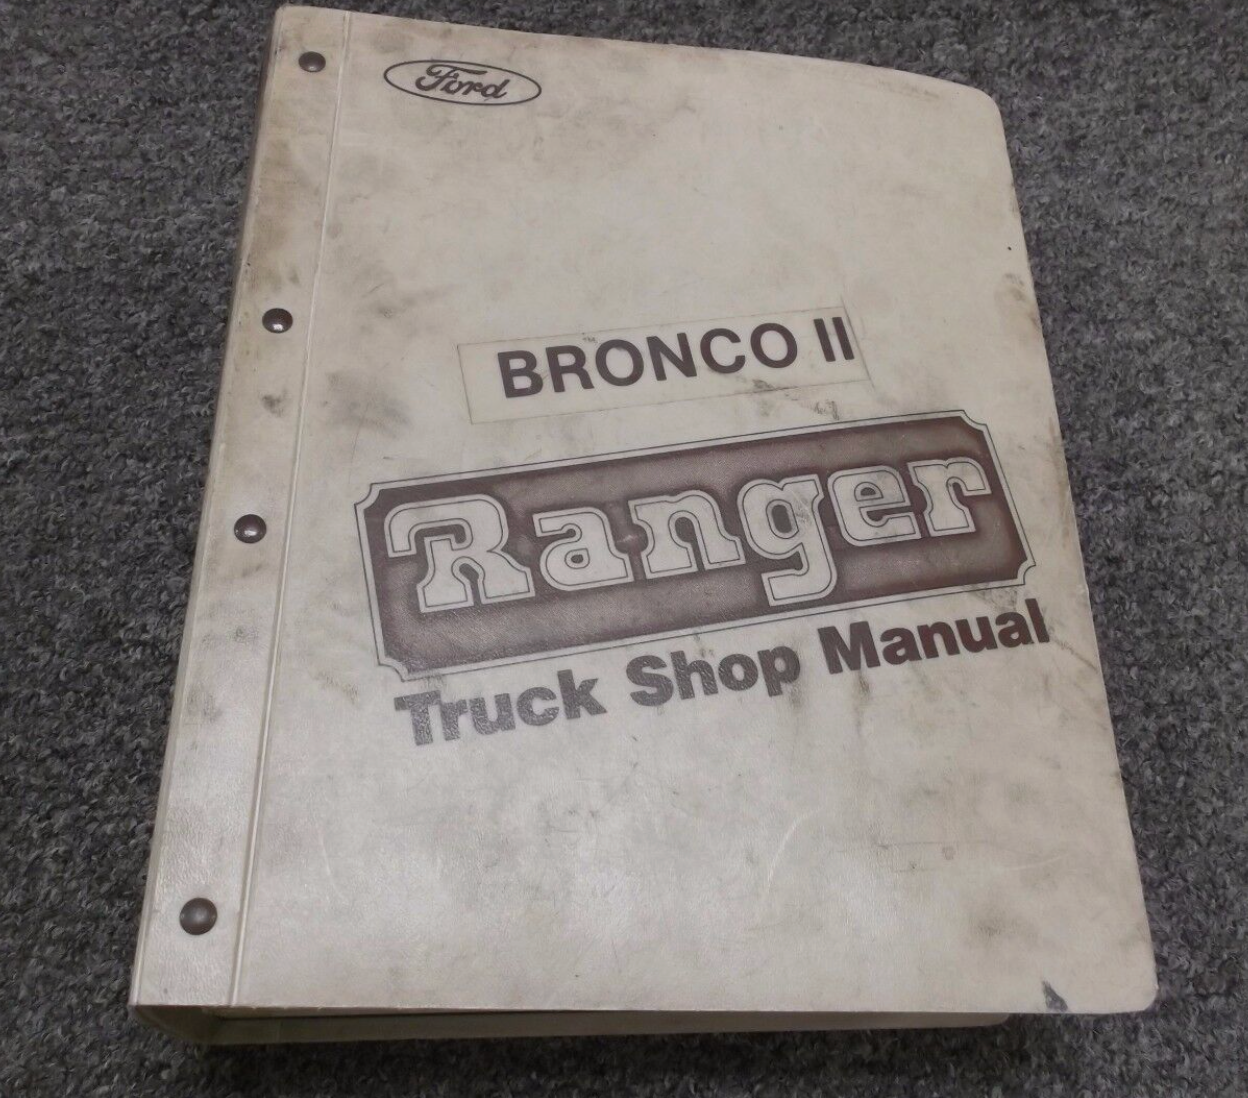 Ford
BRONCO II
Ranger
Truck Shop Manual